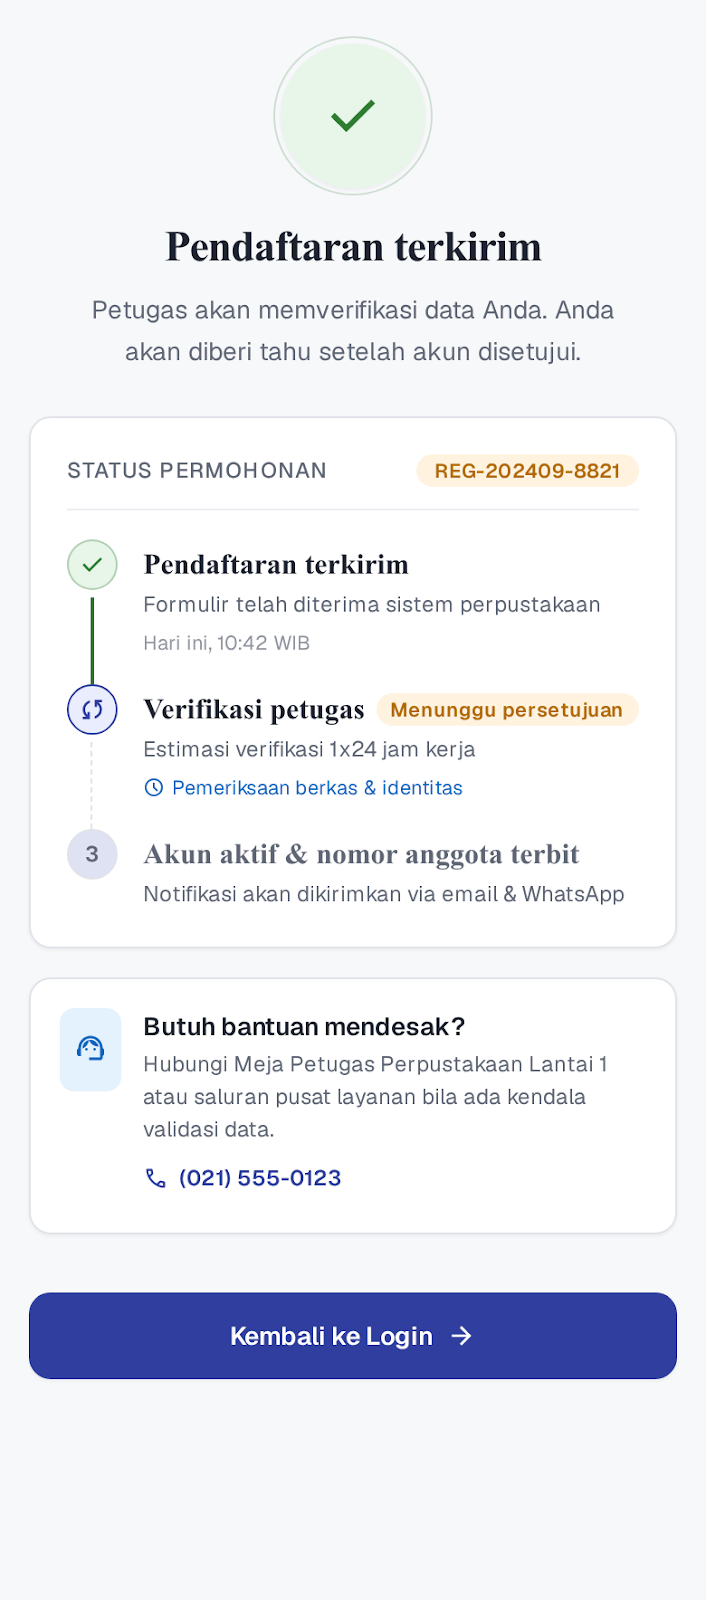 Pendaftaran terkirim
Petugas akan memverifikasi data Anda. Anda
akan diberi tahu setelah akun disetujui.
STATUS PERMOHONAN
REG-202409-8821
Pendaftaran terkirim
Formulir telah diterima sistem perpustakaan
Hari ini, 10:42 WIB
Verifikasi petugas
Menunggu persetujuan
Estimasi verifikasi 1x24 jam kerja
Pemeriksaan berkas & identitas
3
Akun aktif & nomor anggota terbit
Notifikasi akan dikirimkan via email & WhatsApp
Butuh bantuan mendesak?
Hubungi Meja Petugas Perpustakaan Lantai 1
atau saluran pusat layanan bila ada kendala
validasi data.
(021) 555-0123
Kembali ke Login